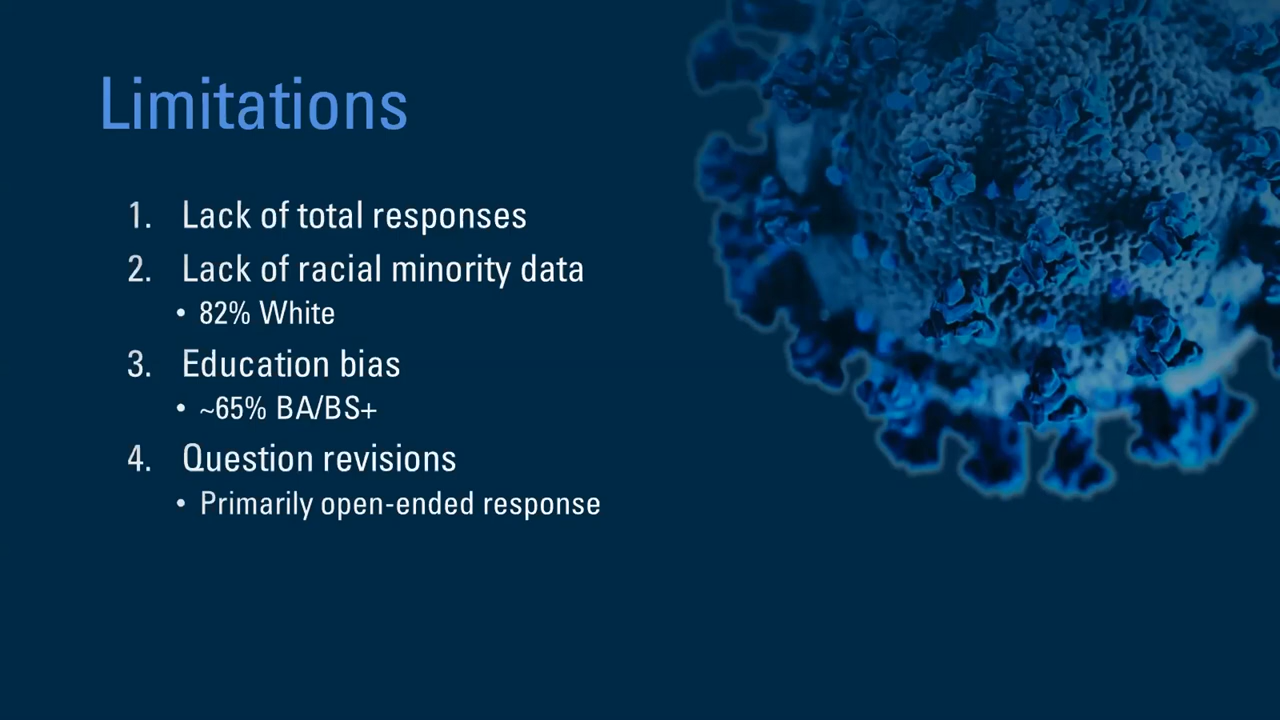 Limitations
1. Lack of total responses
2. Lack of racial minority data
• 82% White
3. Education bias
• ~65% BA/BS+
4. Question revisions
• Primarily open-ended response